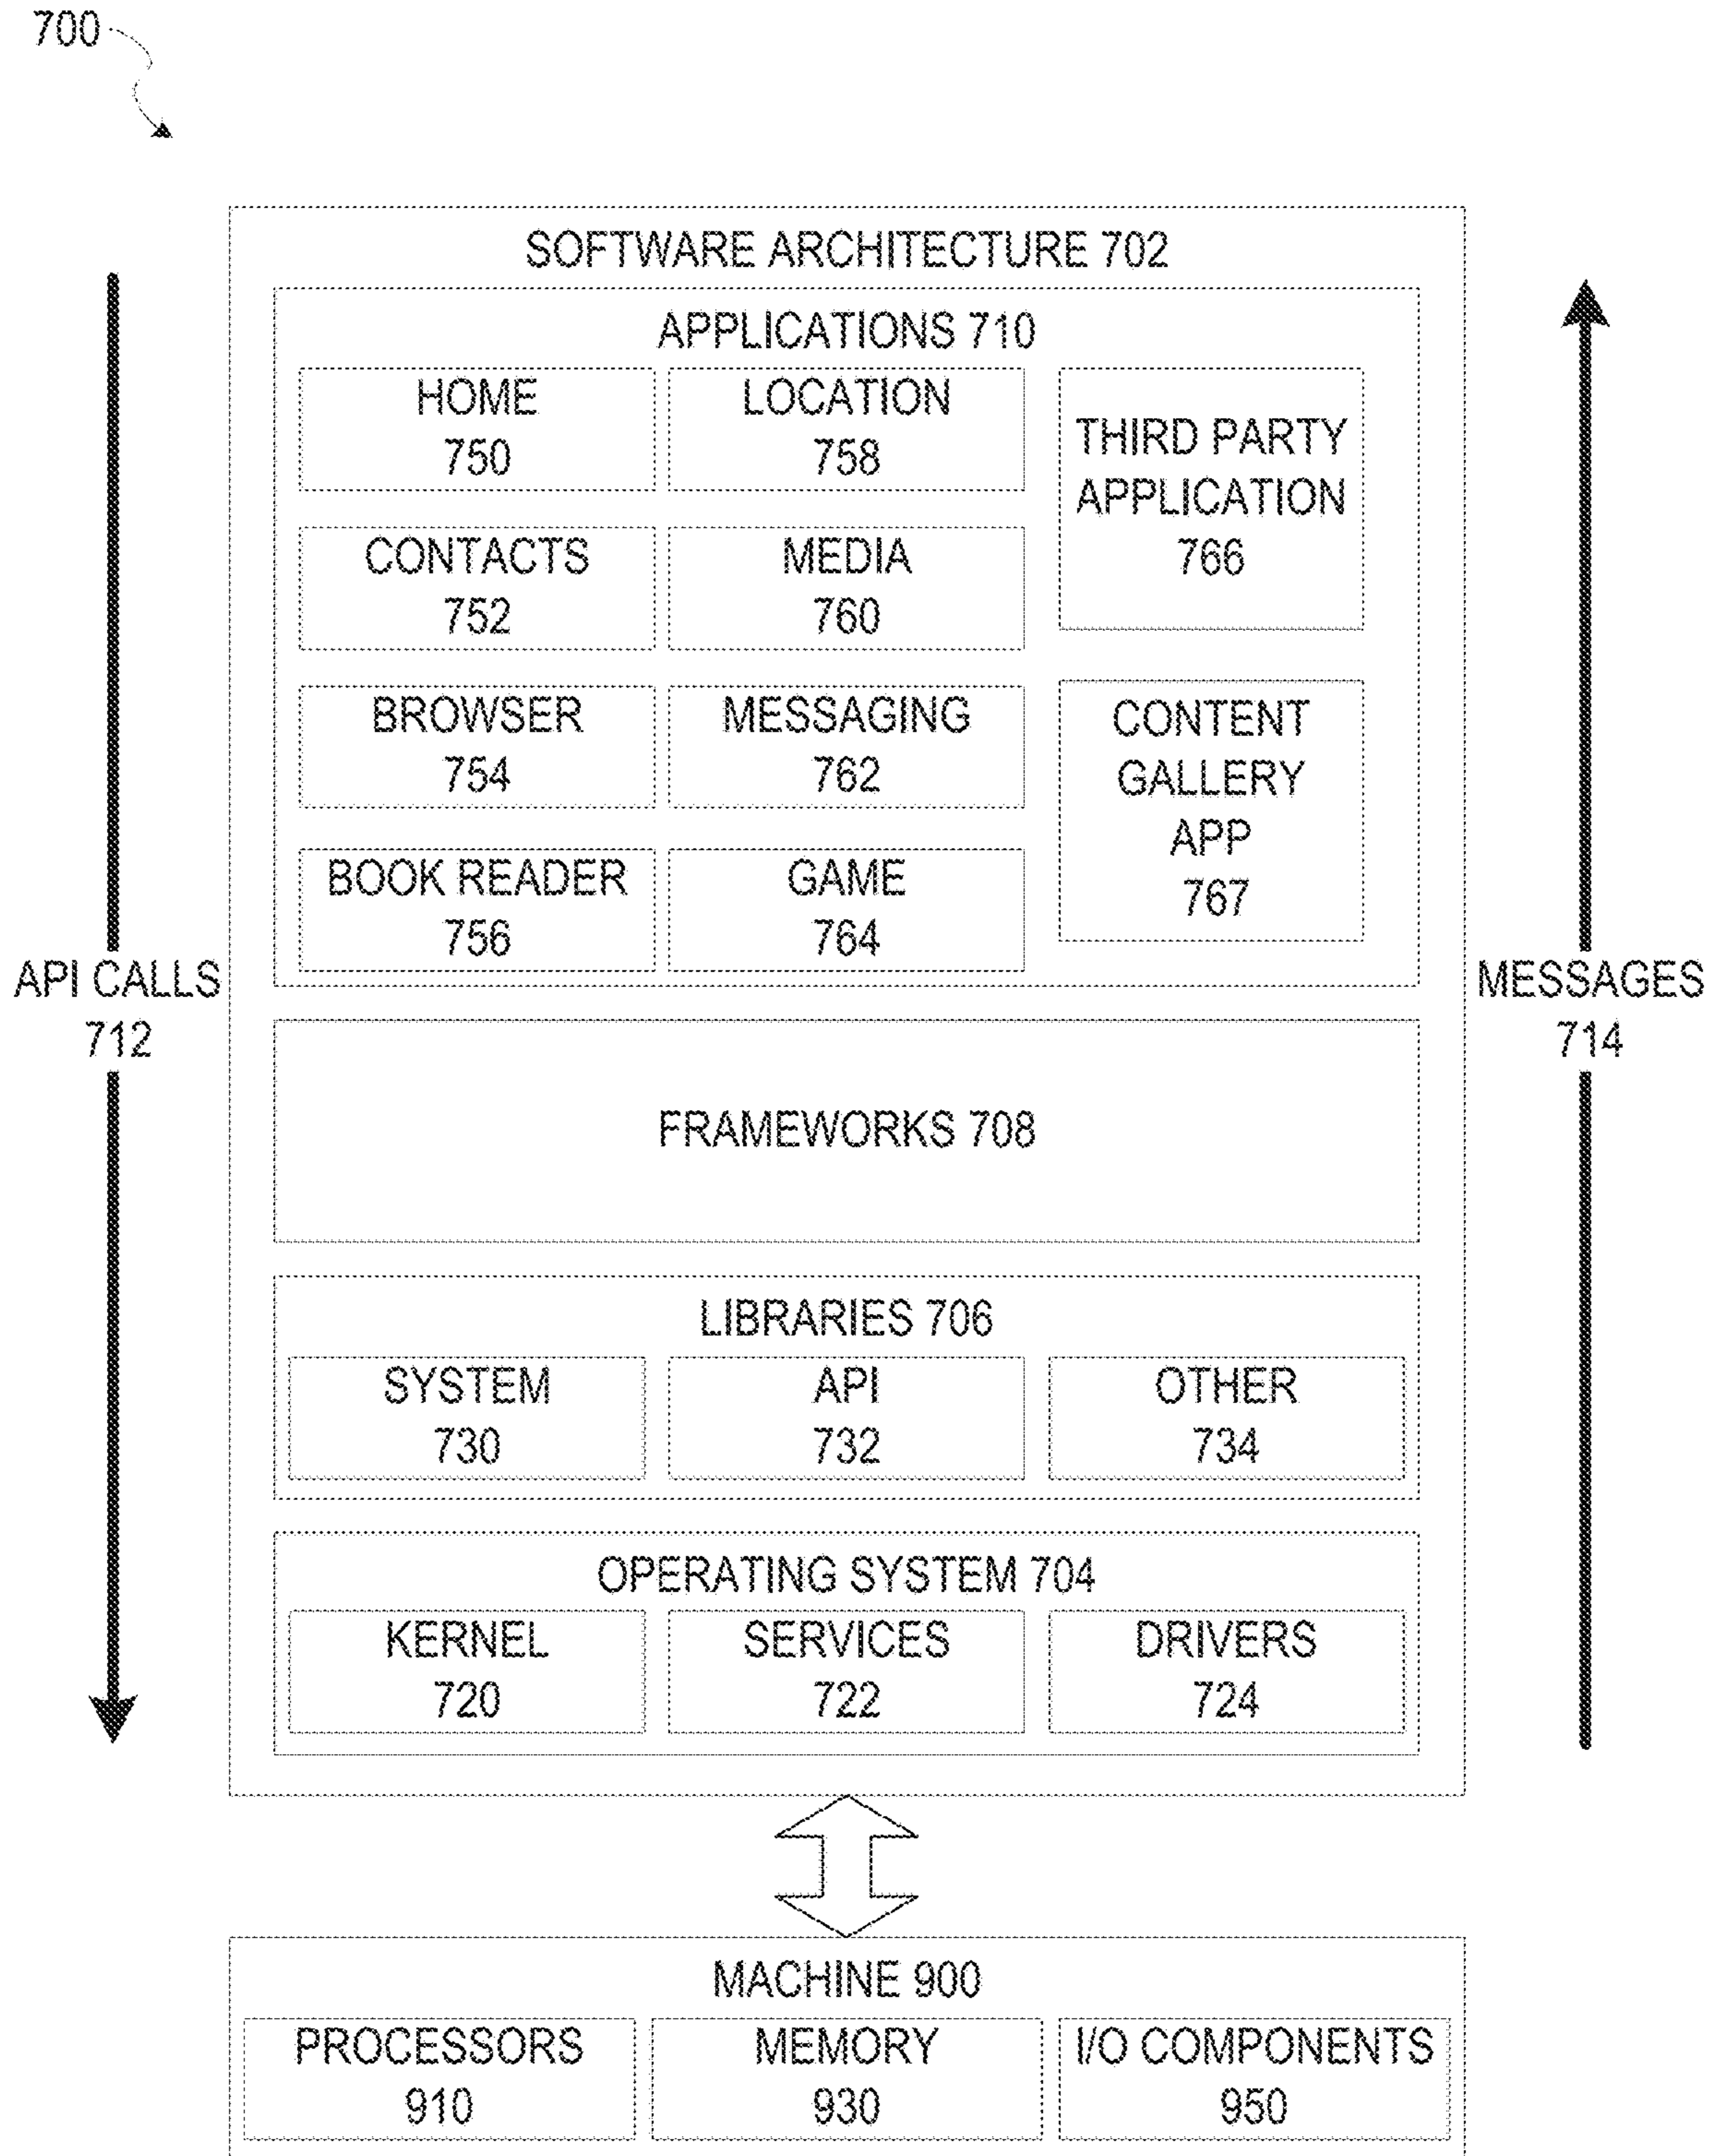 700
SOFTWARE ARCHITECTURE 702
APPLICATIONS 710
HOME
750
LOCATION
758
THIRD PARTY
APPLICATION
766
CONTACTS
752
MEDIA
760
BROWSER
754
MESSAGING
762
CONTENT
GALLERY
APP
767
BOOK READER
756
GAME
764
API CALLS
712
MESSAGES
714
FRAMEWORKS 708
LIBRARIES 706
SYSTEM
730
API
732
OTHER
734
OPERATING SYSTEM 704
KERNEL
720
SERVICES
722
DRIVERS
724
MACHINE 900
PROCESSORS
910
MEMORY
930
I/O COMPONENTS
950